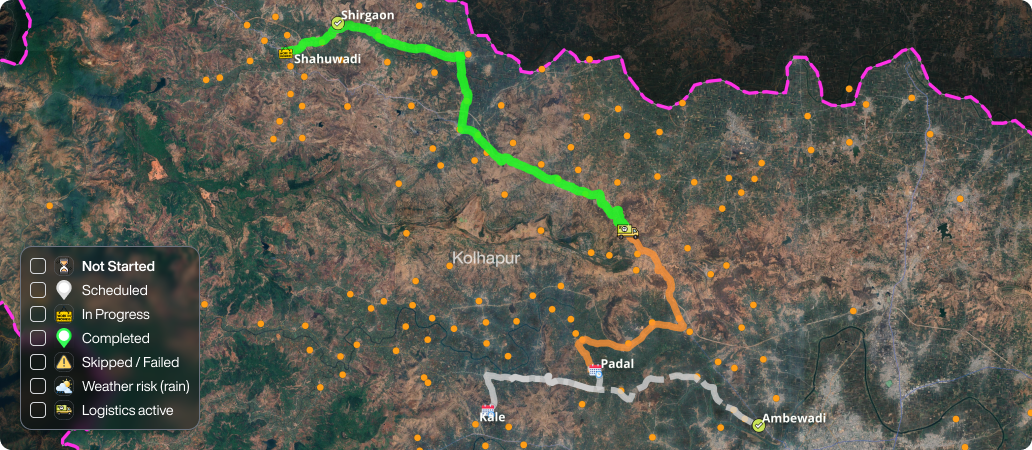 Shirgaon
Shahuwadi
Kolhapur
Not Started
Scheduled
In Progress
Completed
Skipped / Failed
Weather risk (rain)
Logistics active
Padal
Kale
Ambewadi